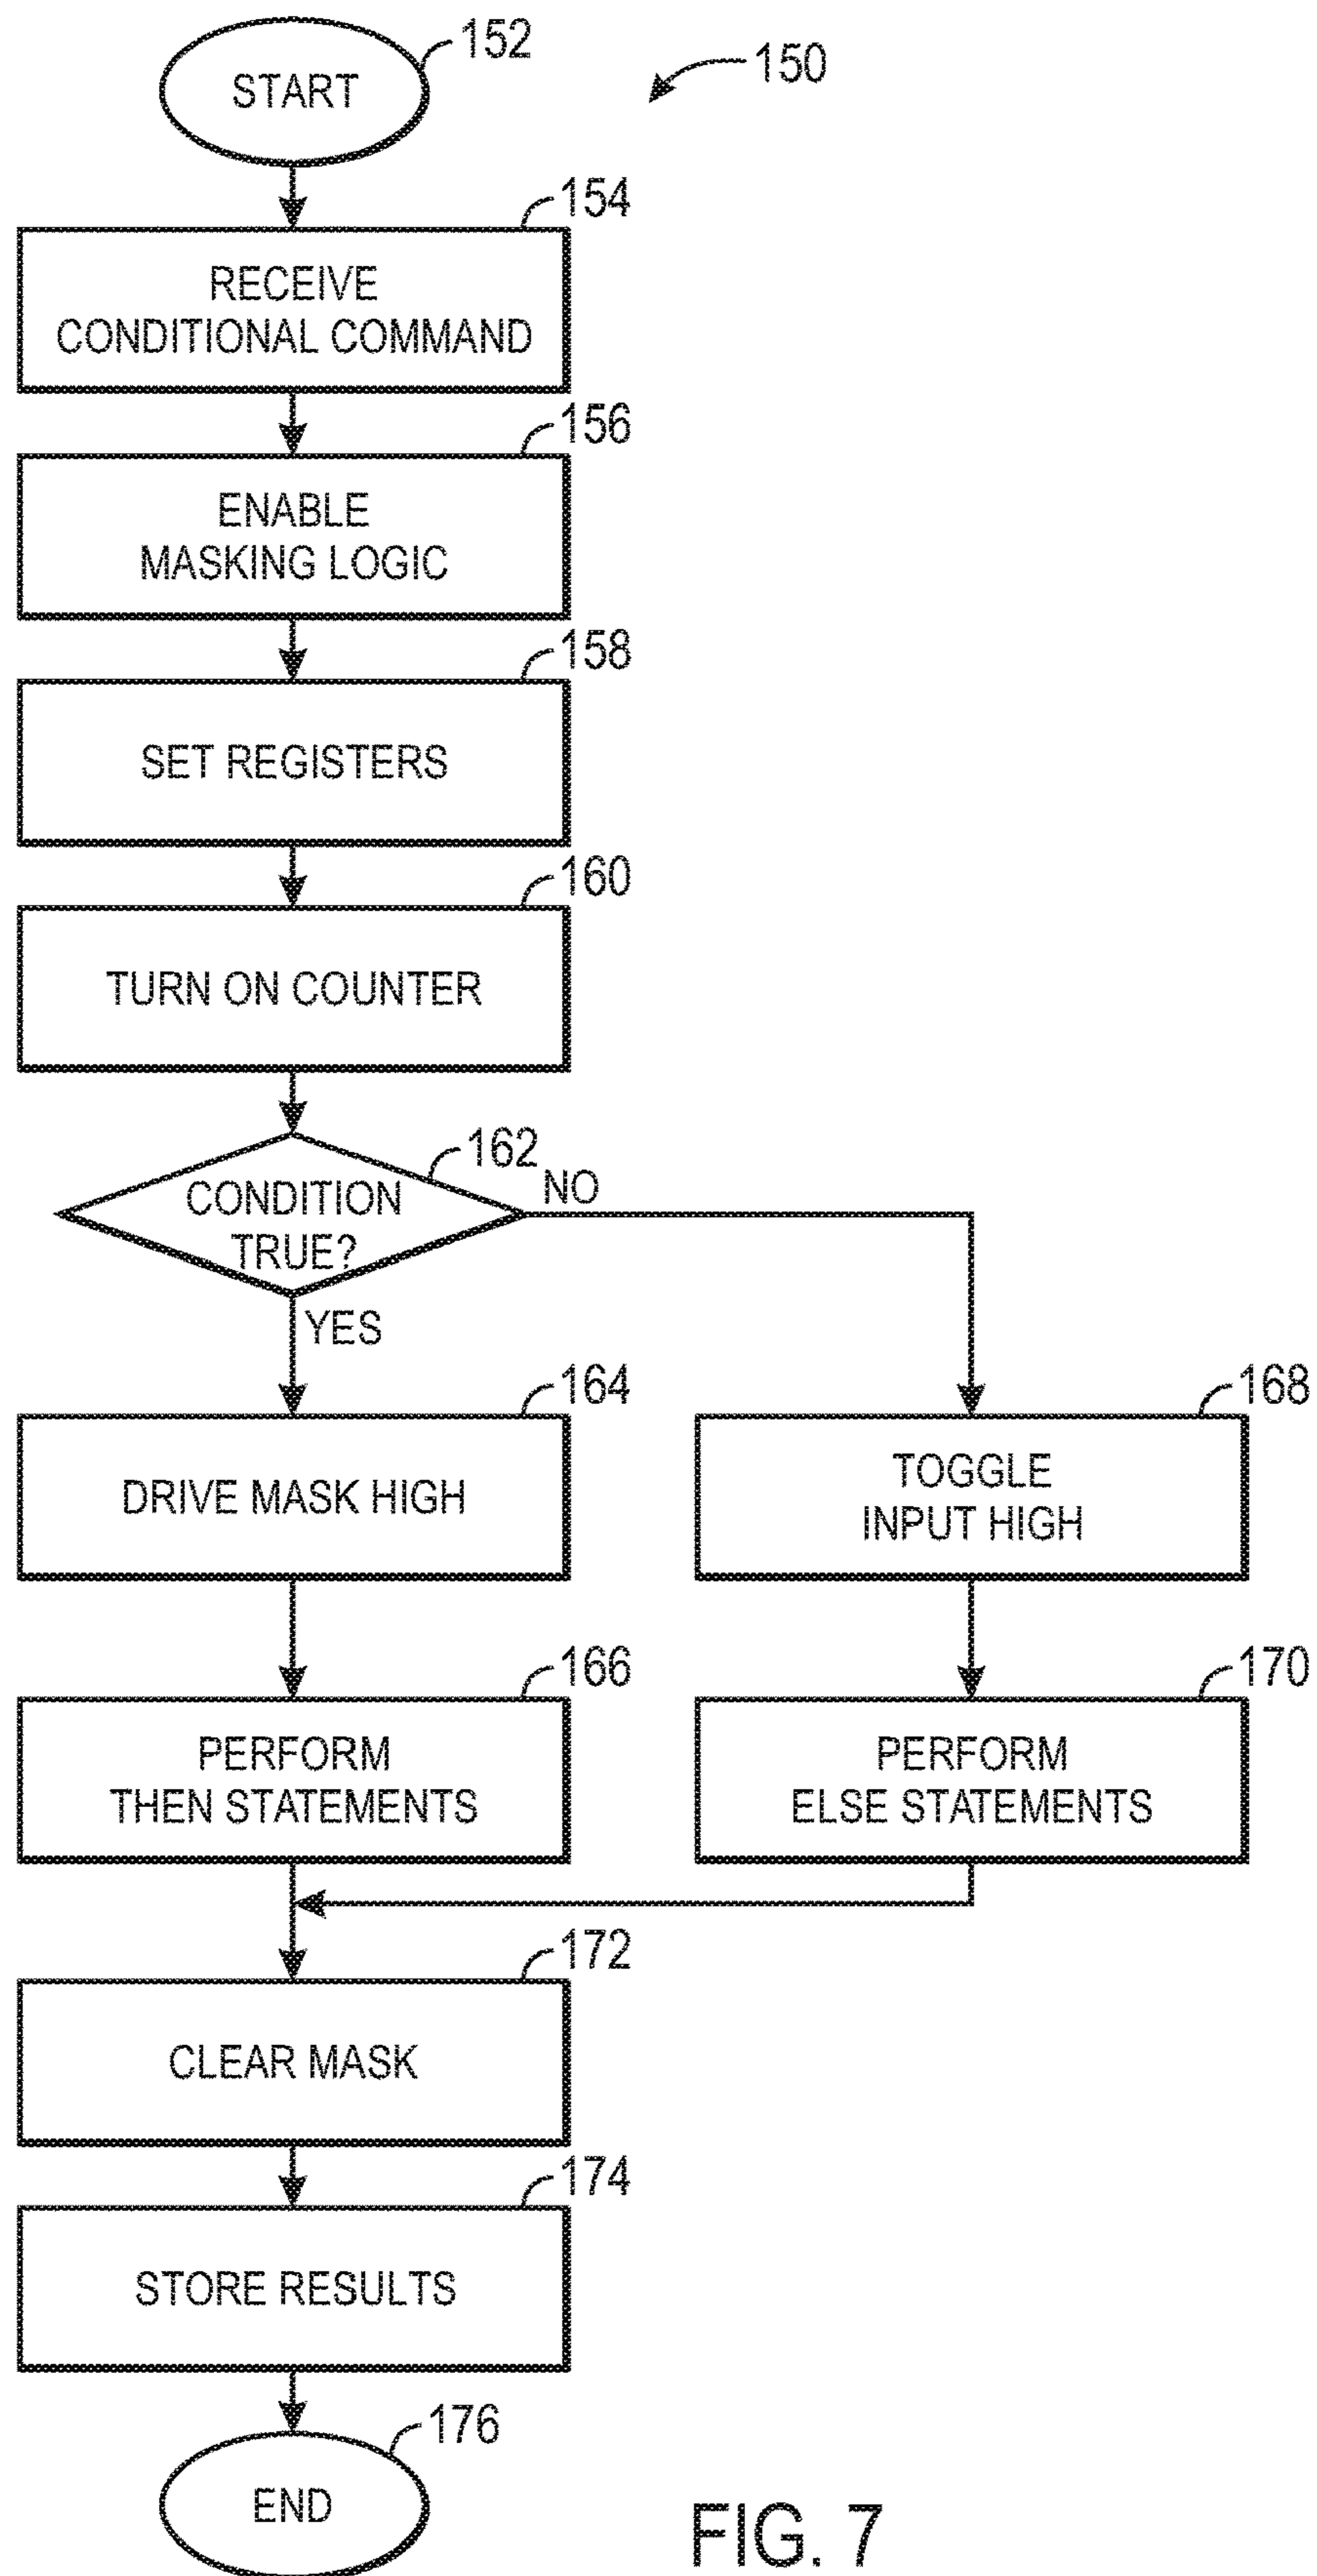 152
START
150
154
RECEIVE
CONDITIONAL COMMAND
156
ENABLE
MASKING LOGIC
158
SET REGISTERS
160
TURN ON COUNTER
162
CONDITION
TRUE?
NO
YES
164
DRIVE MASK HIGH
168
TOGGLE
INPUT HIGH
166
PERFORM
THEN STATEMENTS
170
PERFORM
ELSE STATEMENTS
172
CLEAR MASK
174
STORE RESULTS
176
END
FIG. 7